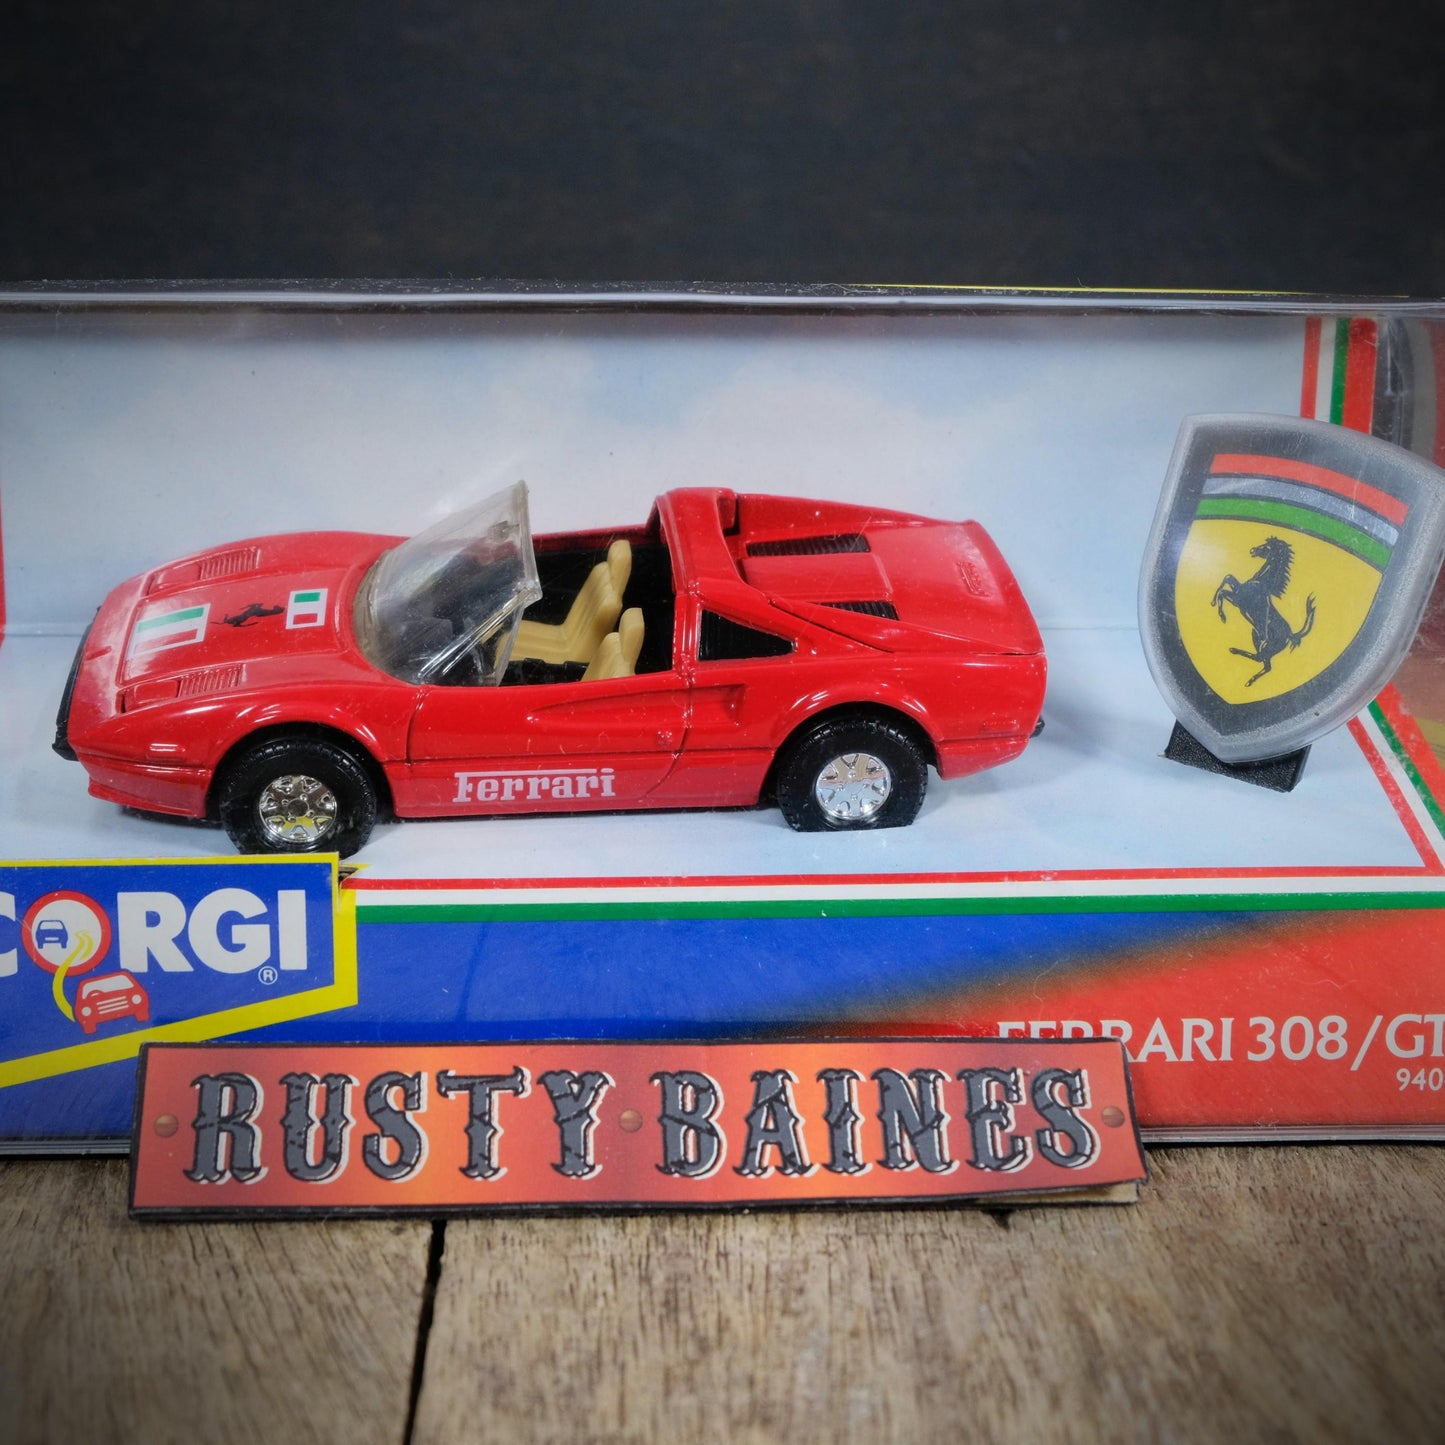 Ferrari
CORGI
®
FERRARI 308/GT
940
RUSTY BAINES